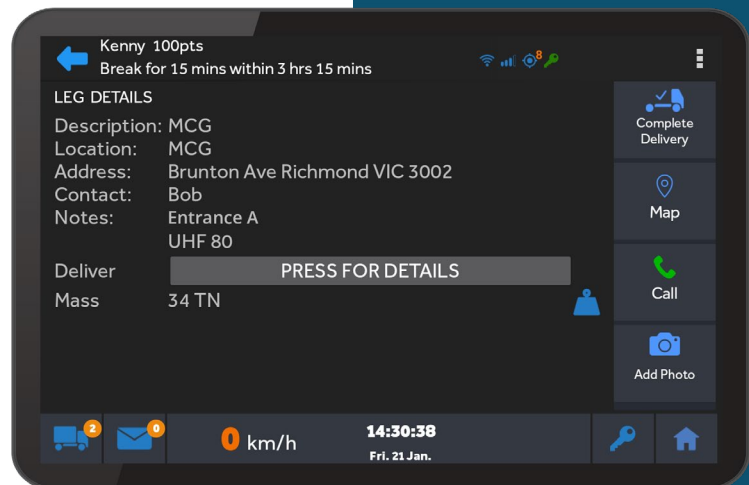 Kenny 100pts
Break for 15 mins within 3 hrs 15 mins
8
LEG DETAILS
Description: MCG
Location: MCG
Address: Brunton Ave Richmond VIC 3002
Contact: Bob
Notes: Entrance A
UHF 80
Deliver PRESS FOR DETAILS
Mass 34 TN
Complete
Delivery
Map
Call
Add Photo
2
0
0 km/h
14:30:38
Fri. 21 Jan.